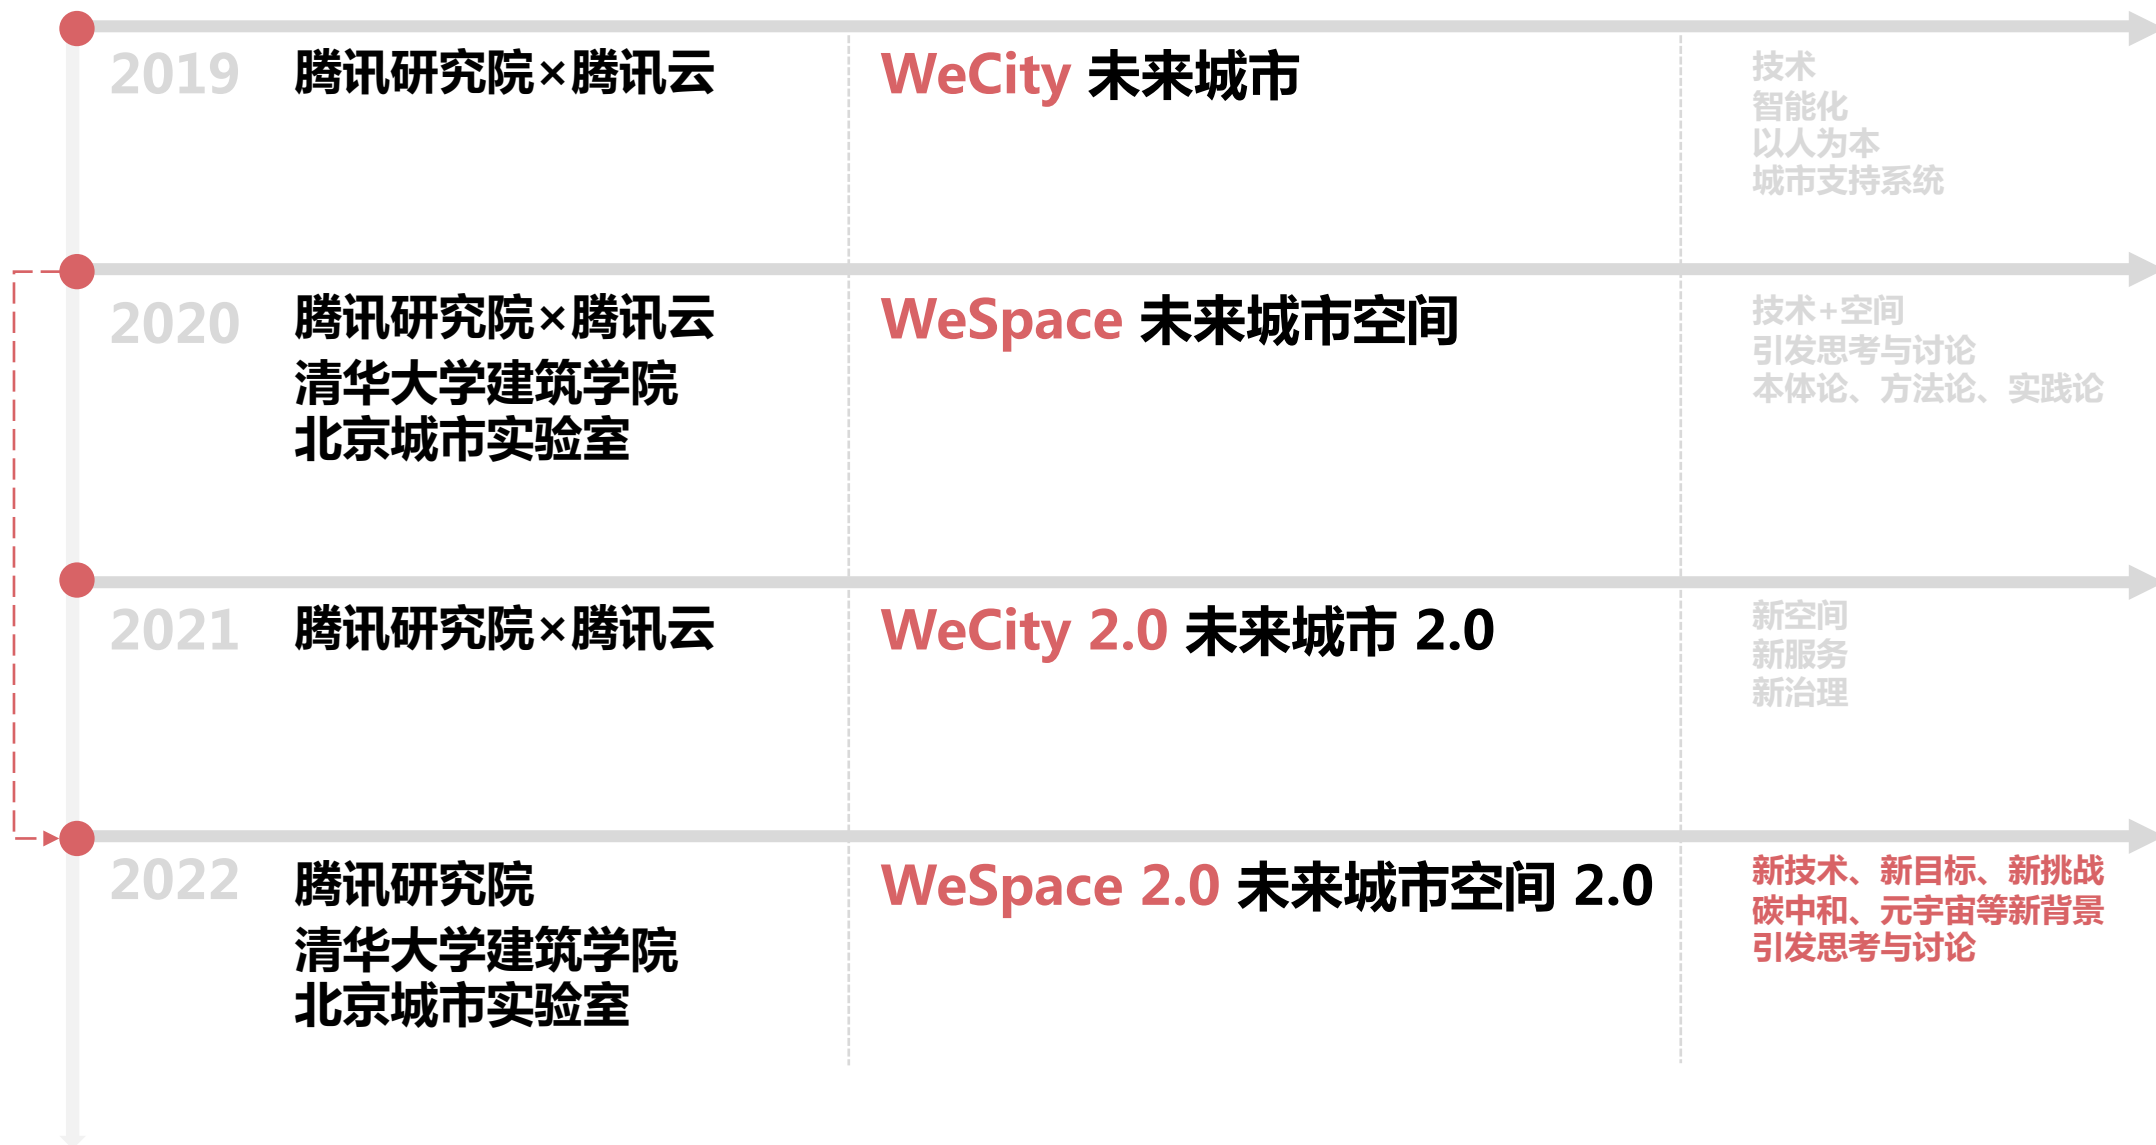 2019
腾讯研究院×腾讯云
WeCity 未来城市
技术
智能化
以人为本
城市支持系统
2020
腾讯研究院×腾讯云
清华大学建筑学院
北京城市实验室
WeSpace 未来城市空间
技术+空间
引发思考与讨论
本体论、方法论、实践论
2021
腾讯研究院×腾讯云
WeCity 2.0 未来城市 2.0
新空间
新服务
新治理
2022
腾讯研究院
清华大学建筑学院
北京城市实验室
WeSpace 2.0 未来城市空间 2.0
新技术、新目标、新挑战
碳中和、元宇宙等新背景
引发思考与讨论